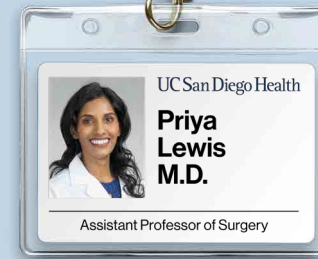 UC San Diego Health
Priya
Lewis
M.D.
Assistant Professor of Surgery